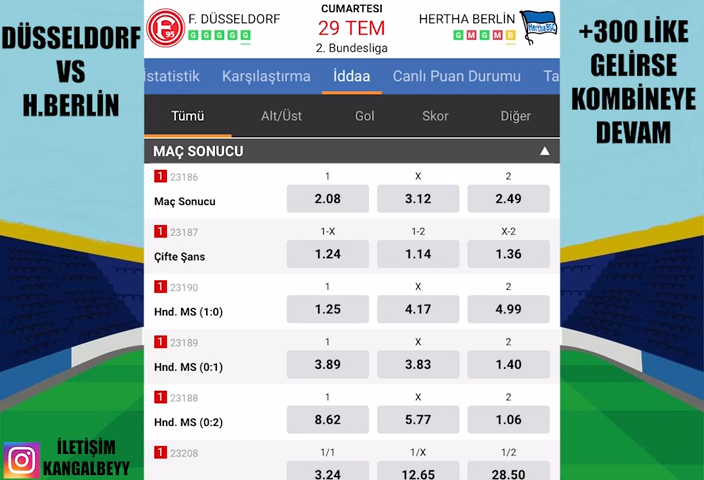 DÜSSELDORF
VS
H.BERLİN
F. DÜSSELDORF
G G G G G
CUMARTESİ
29 TEM
2. Bundesliga
HERTHA BERLİN
G M G M B
+300 LİKE
GELİRSE
KOMBİNEYE
DEVAM
İstatistik Karşılaştırma İddaa Canlı Puan Durumu Ta
Tümü Alt/Üst Gol Skor Diğer
MAÇ SONUCU
1 23186 1 X 2
Maç Sonucu 2.08 3.12 2.49
1 23187 1-X 1-2 X-2
Çifte Şans 1.24 1.14 1.36
1 23190 1 X 2
Hnd. MS (1:0) 1.25 4.17 4.99
1 23189 1 X 2
Hnd. MS (0:1) 3.89 3.83 1.40
1 23188 1 X 2
Hnd. MS (0:2) 8.62 5.77 1.06
1 23208 1/1 1/X 1/2
3.24 12.65 28.50
İLETİŞİM
KANGALBEYY